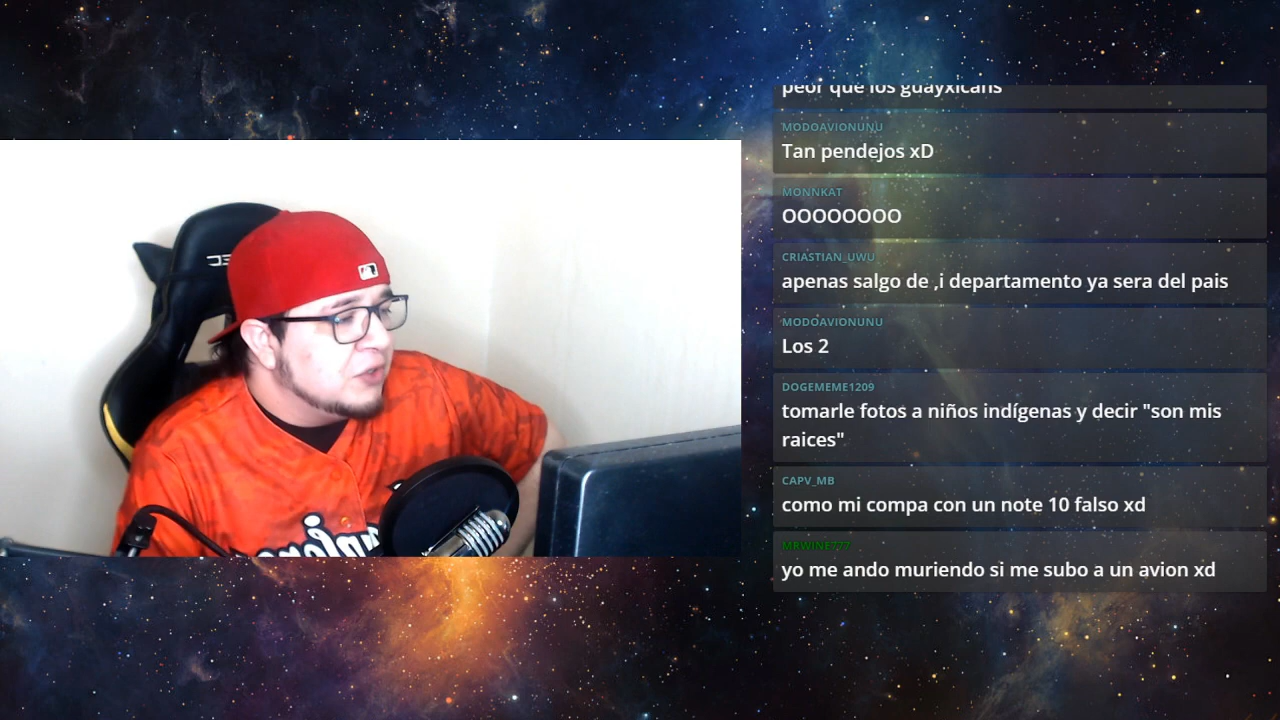 peor que los guayxicans
MODOAVIONUNU
Tan pendejos xD
MONNKAT
OOOOOOOO
CRIASTIAN_UWU
apenas salgo de ,i departamento ya sera del pais
MODOAVIONUNU
Los 2
DOGEMEME1209
tomarle fotos a niños indígenas y decir "son mis
raices"
CAPV_MB
como mi compa con un note 10 falso xd
MRWINE777
yo me ando muriendo si me subo a un avion xd